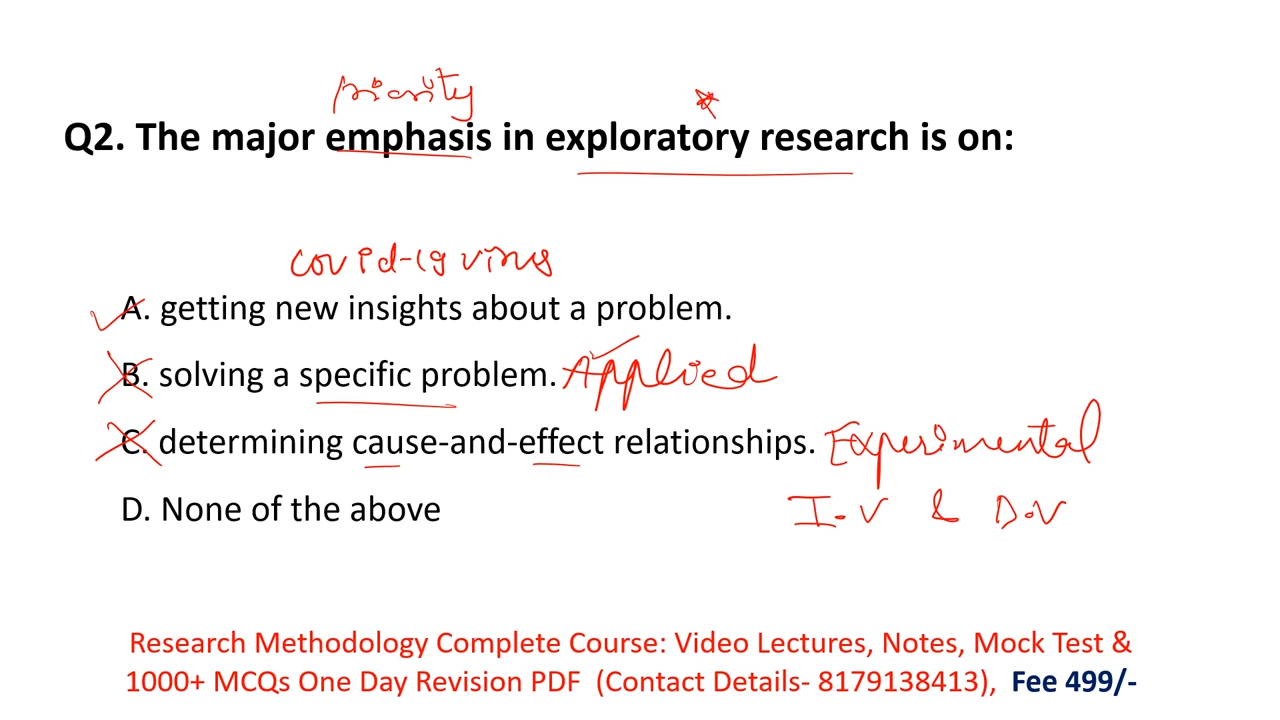 priority
Q2. The major emphasis in exploratory research is on:
covid-19 virus
A. getting new insights about a problem.
B. solving a specific problem. Applied
C. determining cause-and-effect relationships. Experimental
D. None of the above I.V & D.V
Research Methodology Complete Course: Video Lectures, Notes, Mock Test &
1000+ MCQs One Day Revision PDF (Contact Details- 8179138413), Fee 499/-